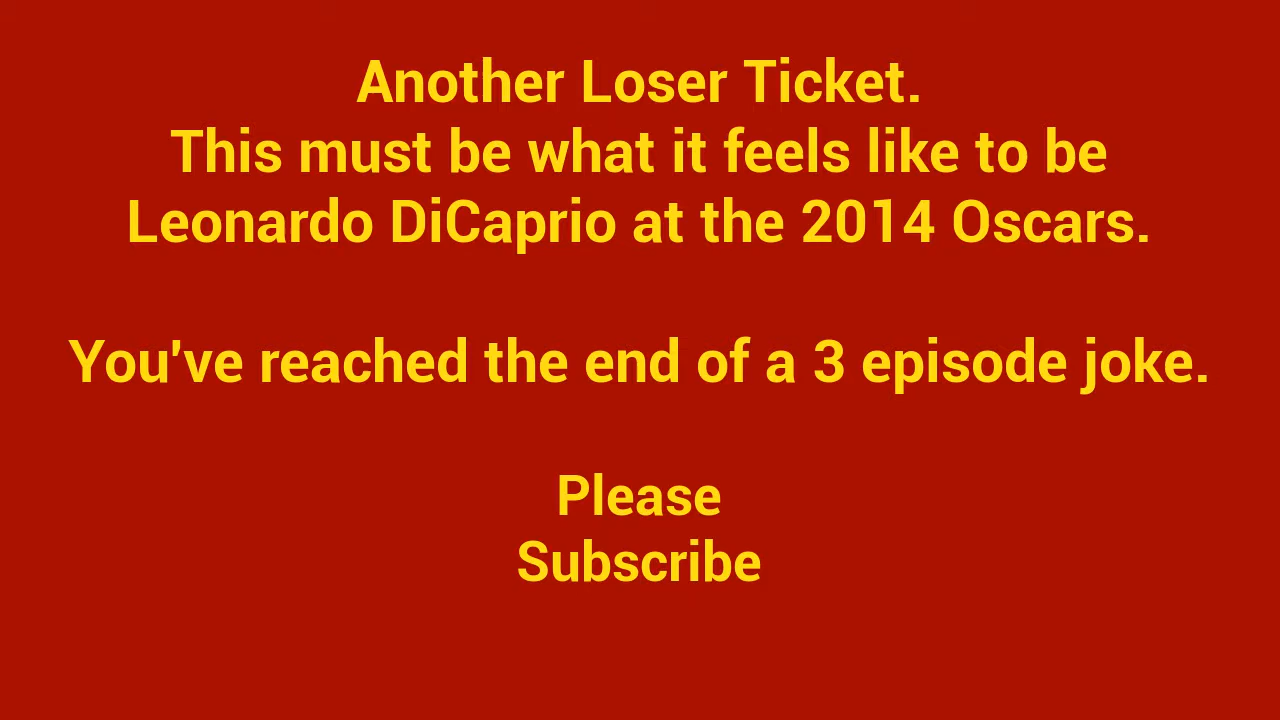 Another Loser Ticket.
This must be what it feels like to be
Leonardo DiCaprio at the 2014 Oscars.
You've reached the end of a 3 episode joke.
Please
Subscribe